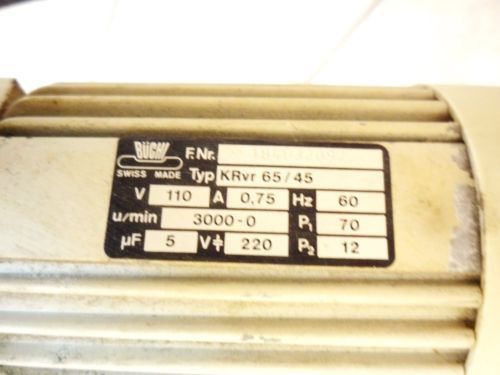 BÜCHI
SWISS MADE
F.Nr.
Typ KRvr 65/45
V 110 A 0,75 Hz 60
u/min 3000-0 P₁ 70
µF 5 V⏚ 220 P₂ 12